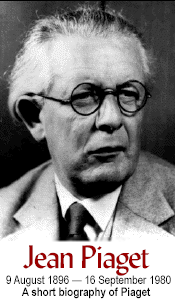 Jean Piaget
9 August 1896 — 16 September 1980
A short biography of Piaget